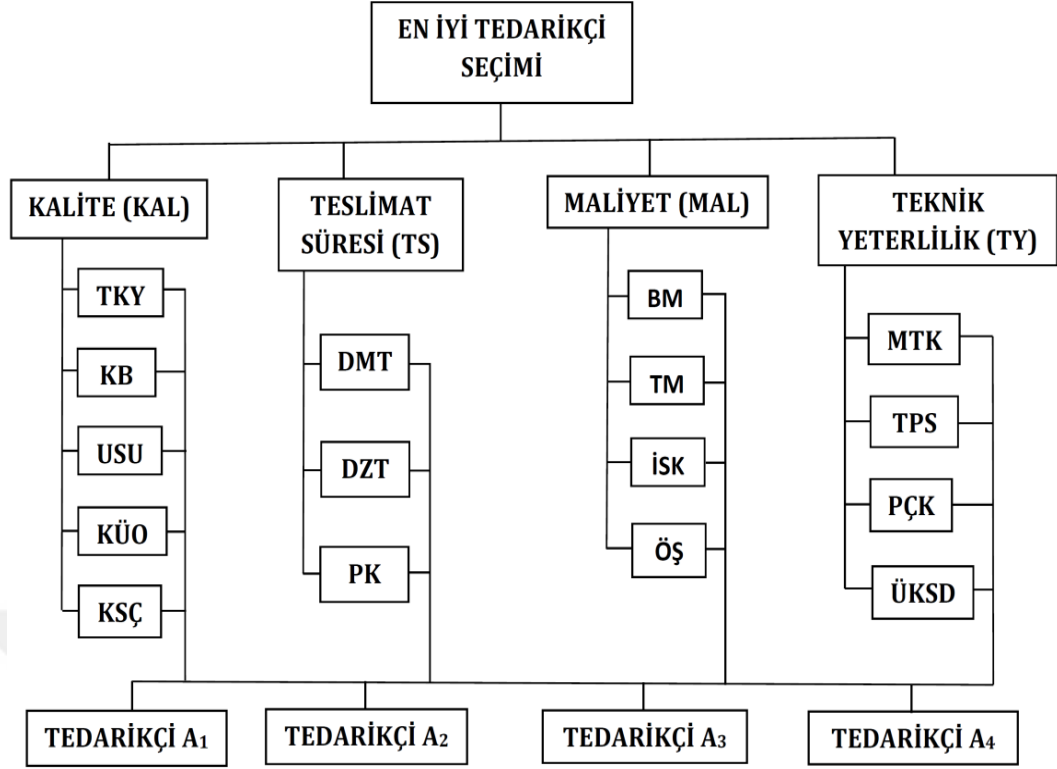 EN İYİ TEDARİKÇİ
SEÇİMİ
KALİTE (KAL)
TKY
KB
USU
KÜO
KSÇ
TESLİMAT
SÜRESİ (TS)
DMT
DZT
PK
MALİYET (MAL)
BM
TM
İSK
ÖŞ
TEKNİK
YETERLİLİK (TY)
MTK
TPS
PÇK
ÜKSD
TEDARİKÇİ A1
TEDARİKÇİ A2
TEDARİKÇİ A3
TEDARİKÇİ A4